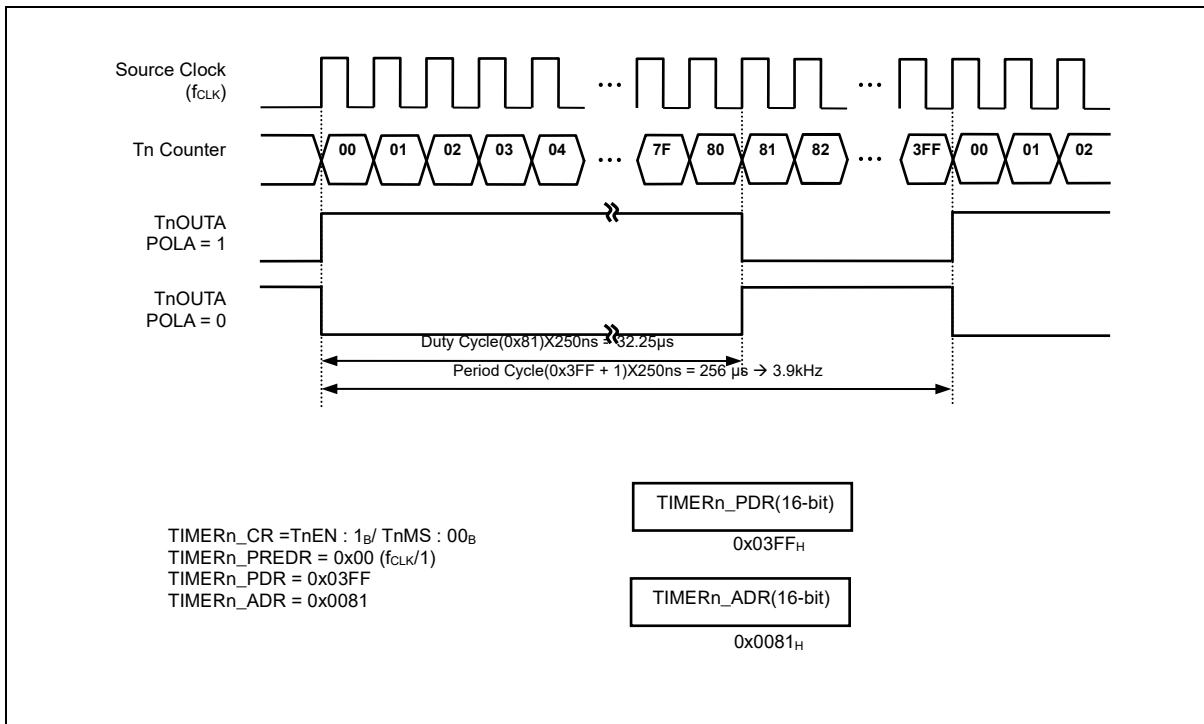 Source Clock
(fCLK)
Tn Counter
00 01 02 03 04 ... 7F 80 81 82 ... 3FF 00 01 02
TnOUTA
POLA = 1
TnOUTA
POLA = 0
Duty Cycle(0x81)X250ns = 32.25µs
Period Cycle(0x3FF + 1)X250ns = 256 µs → 3.9kHz
TIMERn_CR =TnEN : 1B/ TnMS : 00B
TIMERn_PREDR = 0x00 (fCLK/1)
TIMERn_PDR = 0x03FF
TIMERn_ADR = 0x0081
TIMERn_PDR(16-bit)
0x03FFH
TIMERn_ADR(16-bit)
0x0081H